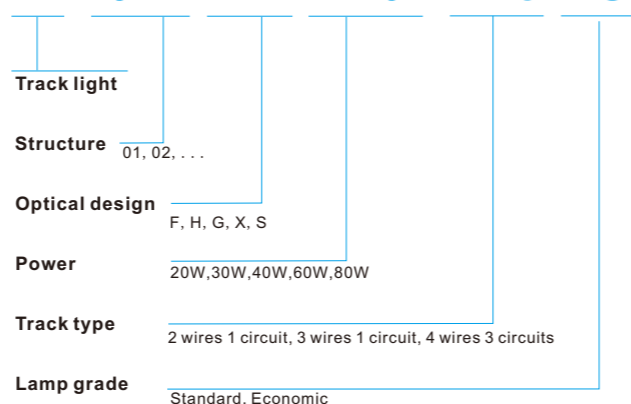 Track light
Structure 01, 02, . . .
Optical design F, H, G, X, S
Power 20W,30W,40W,60W,80W
Track type 2 wires 1 circuit, 3 wires 1 circuit, 4 wires 3 circuits
Lamp grade Standard, Economic